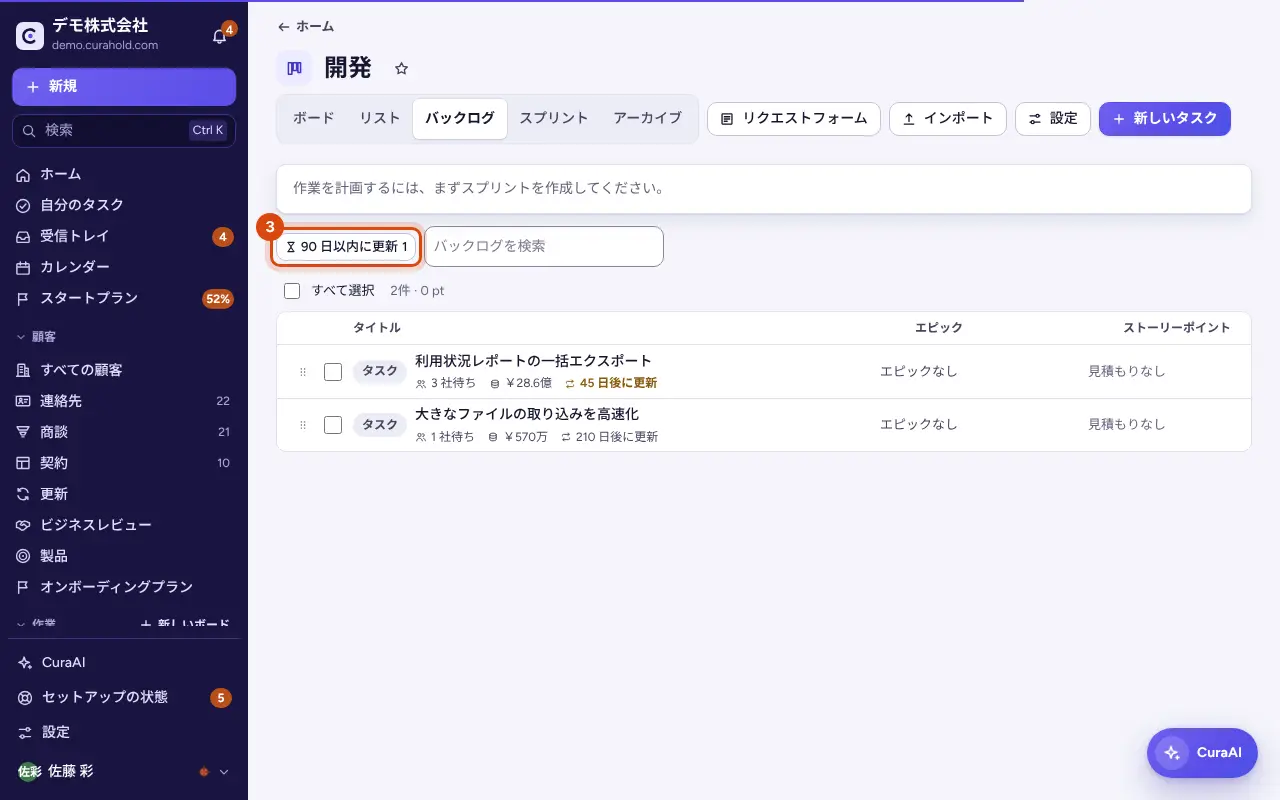 デモ株式会社
demo.curahold.com
4
+ 新規
検索 Ctrl K
ホーム
自分のタスク
受信トレイ 4
カレンダー
スタートプラン 52%
顧客
すべての顧客
連絡先 22
商談 21
契約 10
更新
ビジネスレビュー
製品
オンボーディングプラン
作業 + 新しいボード
CuraAI
セットアップの状態 5
設定
佐彩 佐藤 彩
← ホーム
開発
ボード リスト バックログ スプリント アーカイブ リクエストフォーム インポート 設定 + 新しいタスク
作業を計画するには、まずスプリントを作成してください。
3
90 日以内に更新 1 バックログを検索
すべて選択 2件 · 0 pt
タイトル エピック ストーリーポイント
タスク 利用状況レポートの一括エクスポート エピックなし 見積もりなし
3 社待ち ¥28.6億 45 日後に更新
タスク 大きなファイルの取り込みを高速化 エピックなし 見積もりなし
1 社待ち ¥570万 210 日後に更新
CuraAI